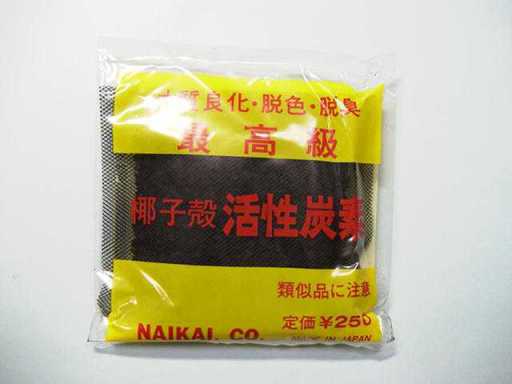 質良化・脱色・脱臭
最高級
椰子殻 活性炭素
類似品に注意
定価¥250
NAIKAI, CO.
MADE IN JAPAN